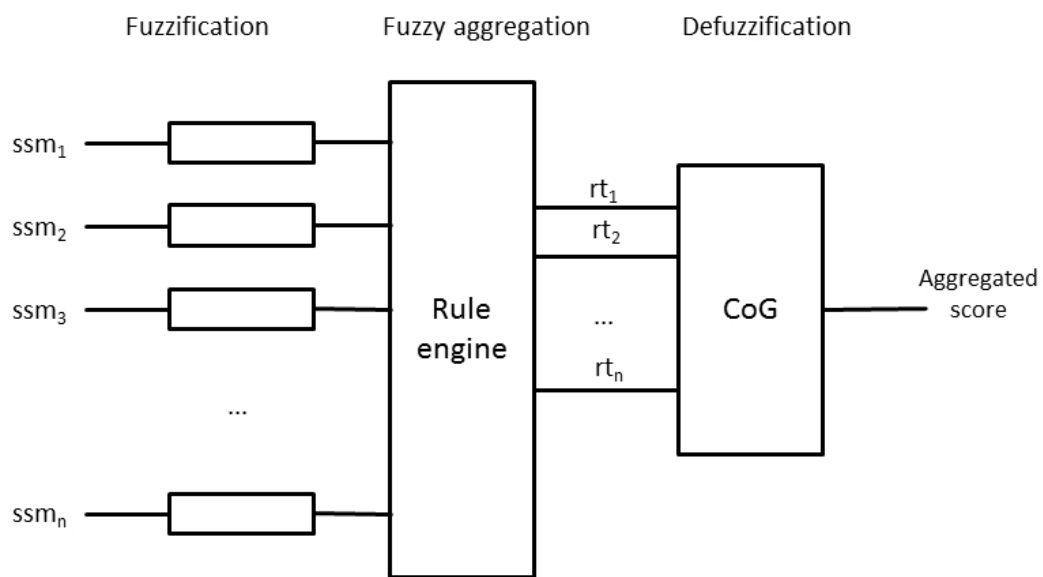 Fuzzification
Fuzzy aggregation
Defuzzification
ssm₁
ssm₂
ssm₃
...
ssmₙ
Rule
engine
rt₁
rt₂
...
rtₙ
CoG
Aggregated
score